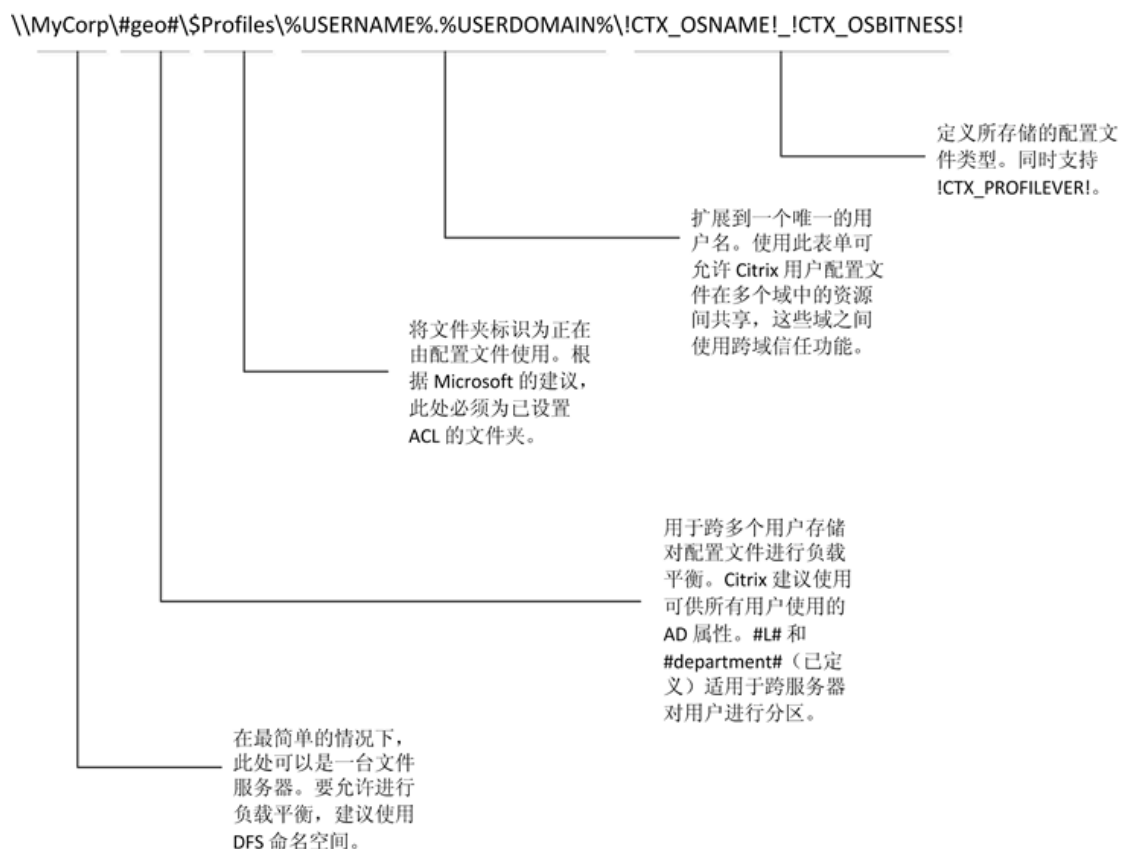 \\MyCorp\#geo#\$Profiles\%USERNAME%.%USERDOMAIN%\!CTX_OSNAME!_!CTX_OSBITNESS!
定义所存储的配置文
件类型。同时支持
!CTX_PROFILEVER!。
扩展到一个唯一的用
户名。使用此表单可
允许 Citrix 用户配置文
件在多个域中的资源
间共享，这些域之间
使用跨域信任功能。
将文件夹标识为正在
由配置文件使用。根
据 Microsoft 的建议，
此处必须为已设置
ACL 的文件夹。
用于跨多个用户存储
对配置文件进行负载
平衡。Citrix 建议使用
可供所有用户使用的
AD 属性。#L# 和
#department#（已定
义）适用于跨服务器
对用户进行分区。
在最简单的情况下，
此处可以是一台文件
服务器。要允许进行
负载平衡，建议使用
DFS 命名空间。